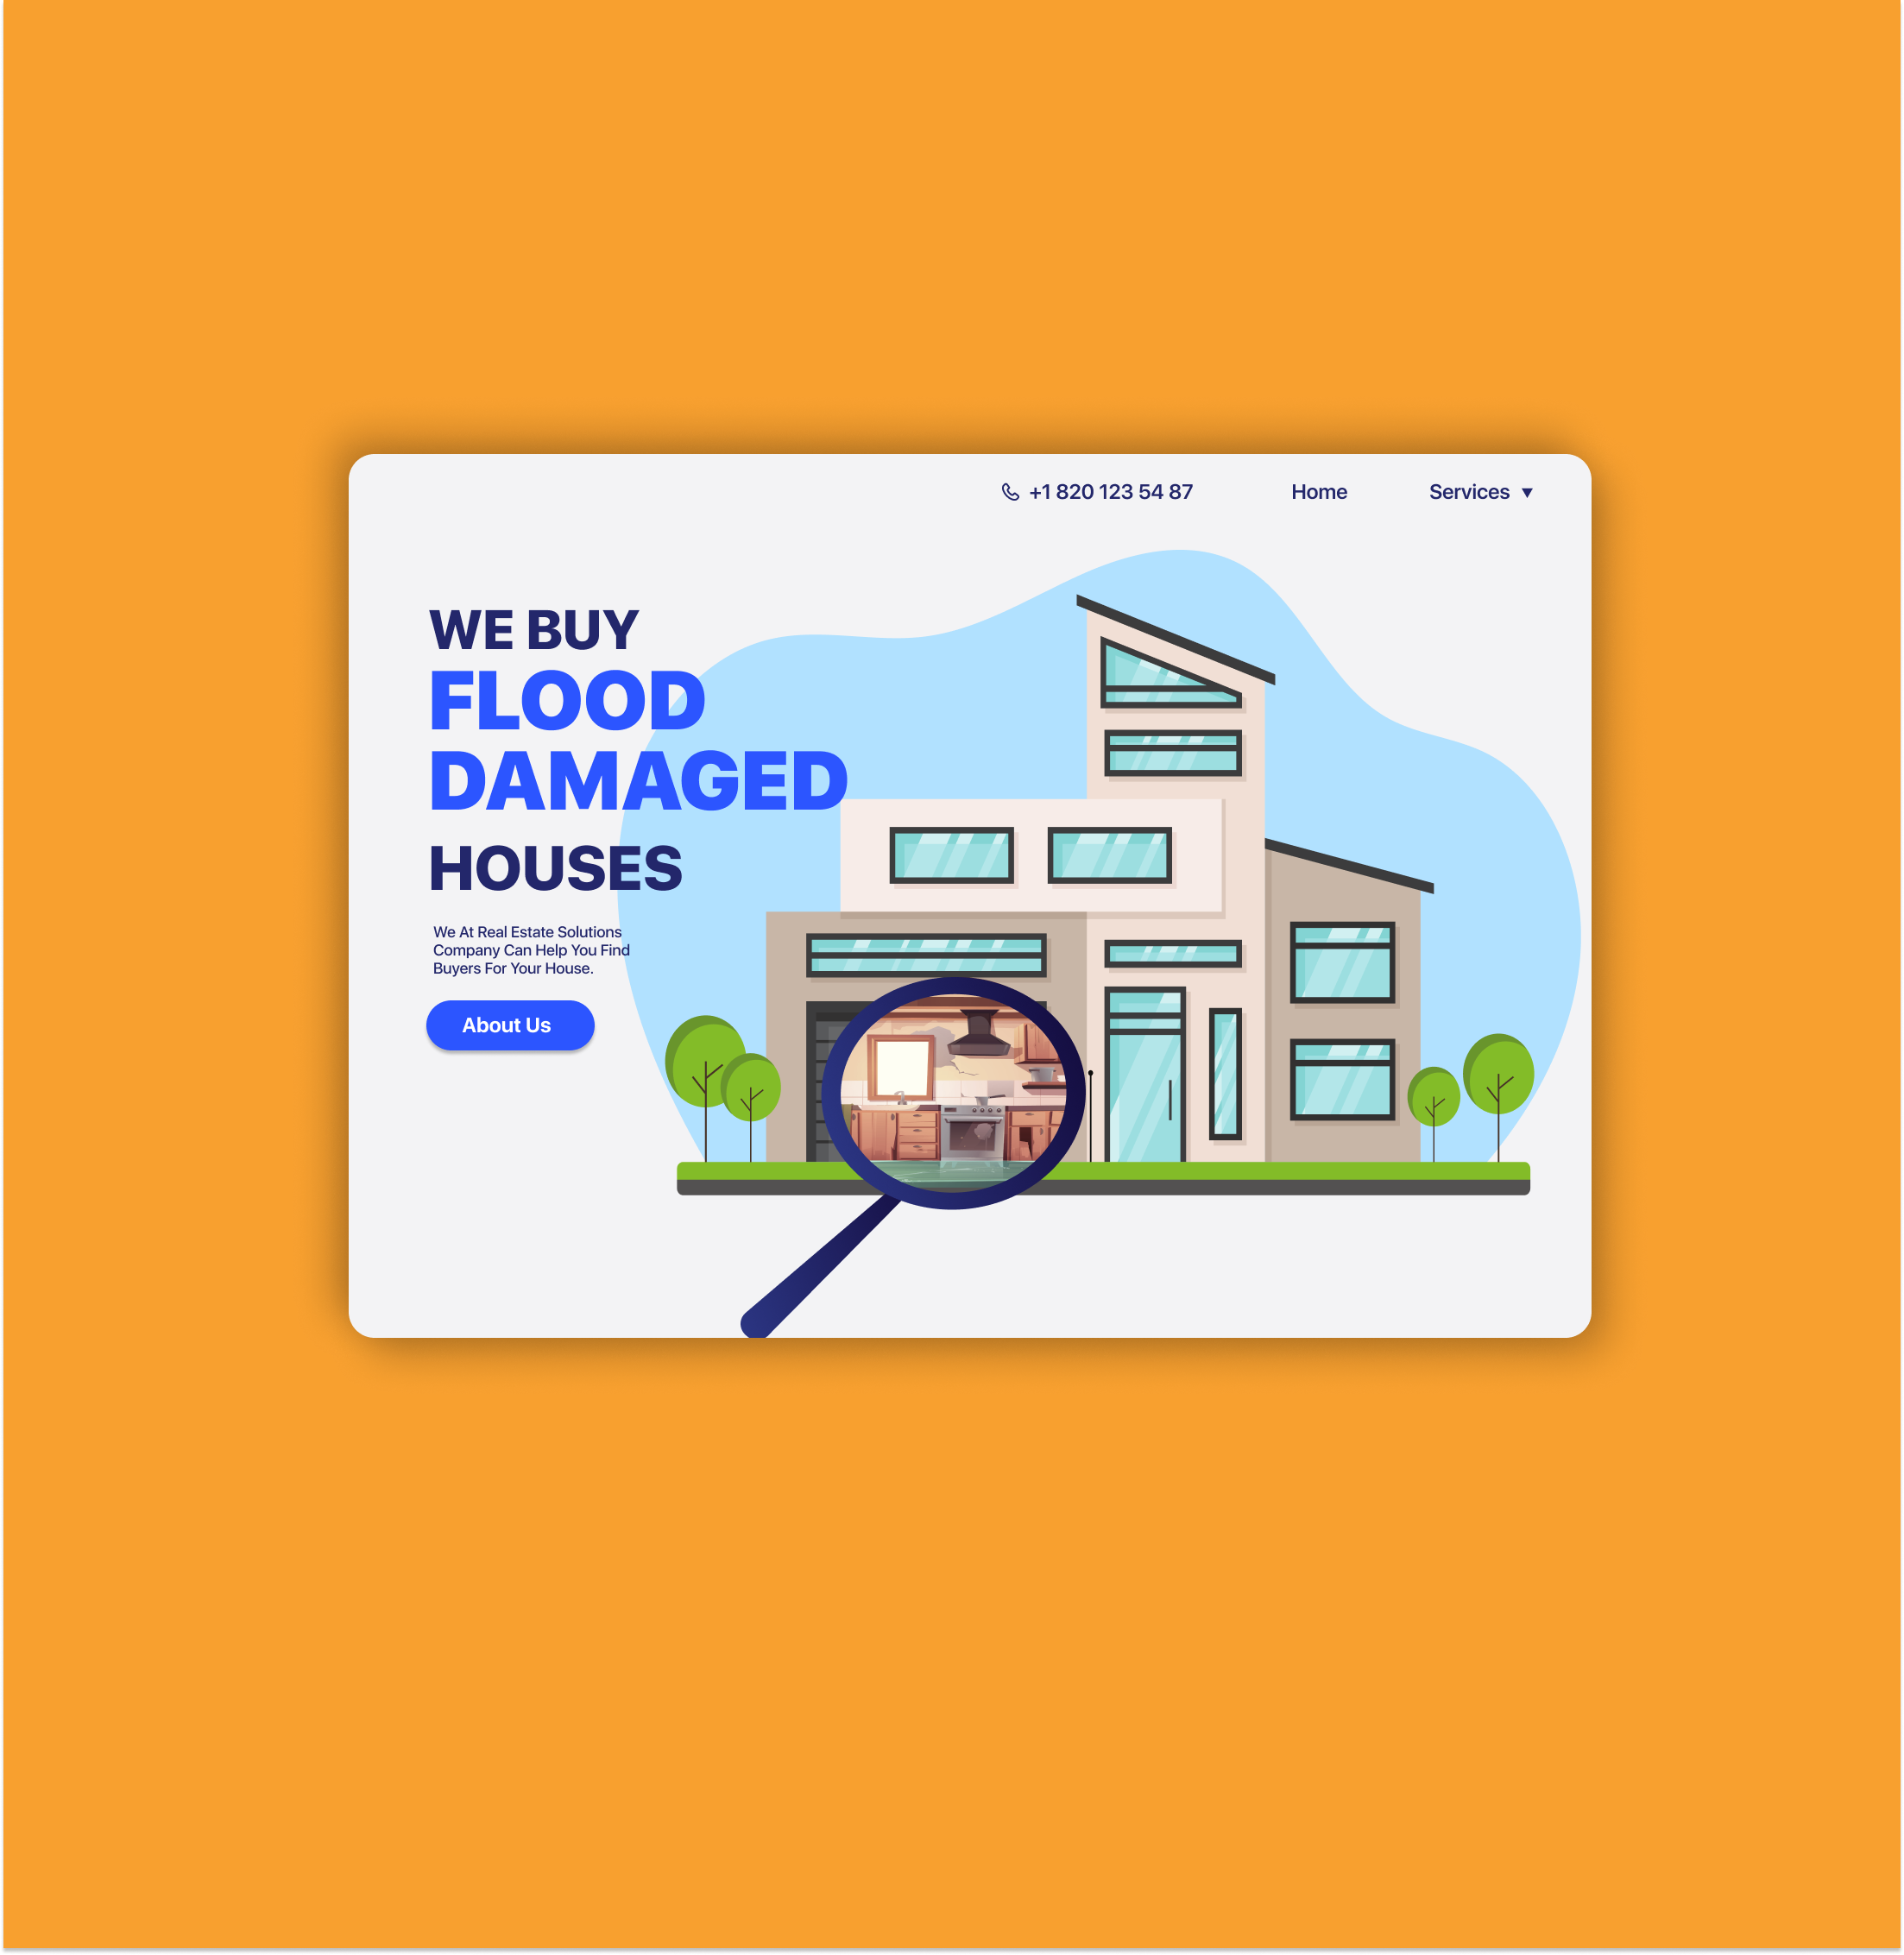 +1 820 123 54 87
Home
Services ▼
WE BUY
FLOOD
DAMAGED
HOUSES
We At Real Estate Solutions
Company Can Help You Find
Buyers For Your House.
About Us